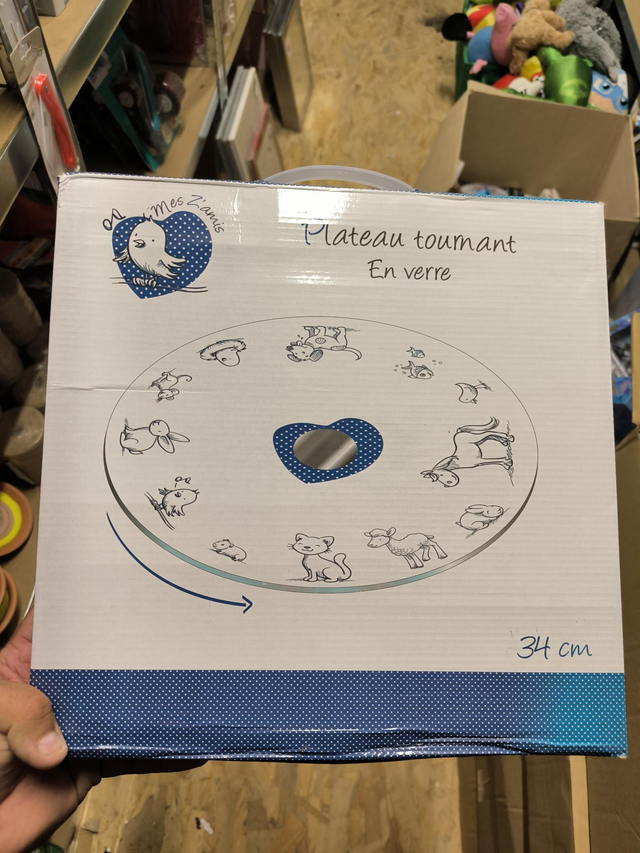 Mes Z'amis
Plateau tournant
En verre
34 cm